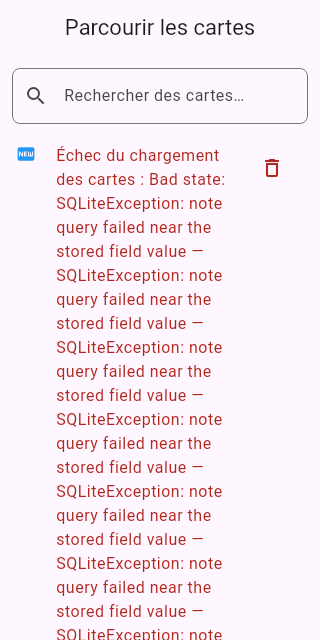 Parcourir les cartes
Rechercher des cartes...
NEW
Échec du chargement
des cartes : Bad state:
SQLiteException: note
query failed near the
stored field value —
SQLiteException: note
query failed near the
stored field value —
SQLiteException: note
query failed near the
stored field value —
SQLiteException: note
query failed near the
stored field value —
SQLiteException: note
query failed near the
stored field value —
SQLiteException: note
query failed near the
stored field value —
SQLiteException: note